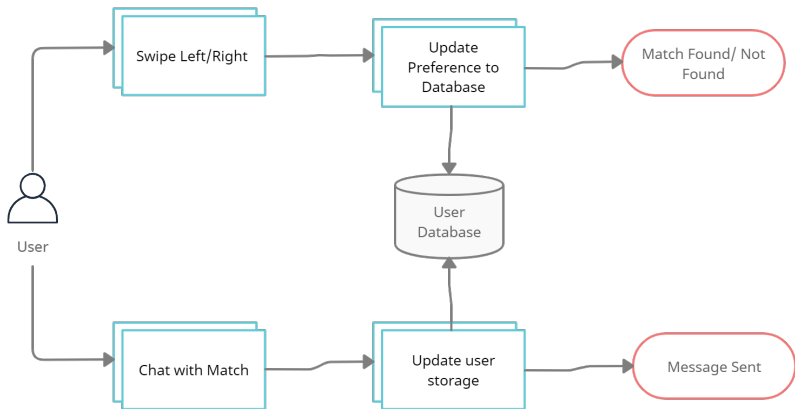 Swipe Left/Right
Update
Preference to
Database
Match Found/ Not
Found
User
Database
User
Chat with Match
Update user
storage
Message Sent